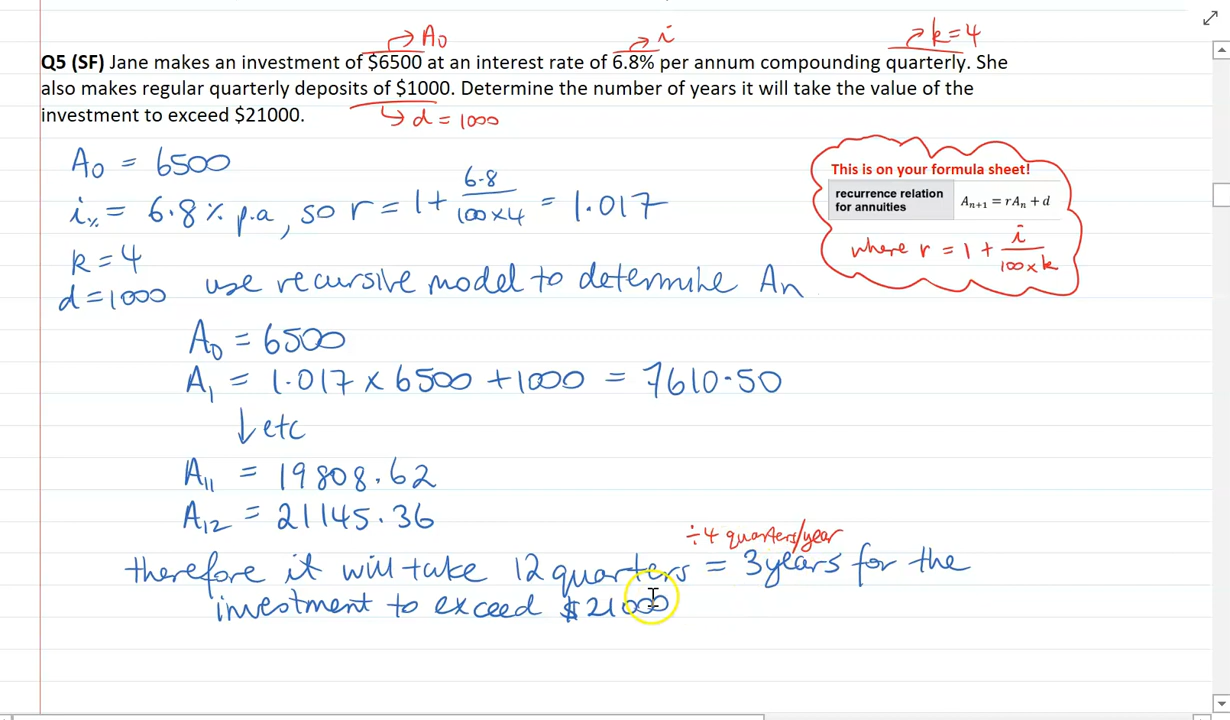 → A₀
→ i
→ k = 4
Q5 (SF) Jane makes an investment of $6500 at an interest rate of 6.8% per annum compounding quarterly. She
also makes regular quarterly deposits of $1000. Determine the number of years it will take the value of the
investment to exceed $21000.
↳ d = 1000
A₀ = 6500
i% = 6.8% p.a, so r = 1 + 6.8/(100×4) = 1.017
k = 4
d = 1000
use recursive model to determine An
This is on your formula sheet!
recurrence relation
for annuities
Aₙ₊₁ = rAₙ + d
where r = 1 + i/(100×k)
A₀ = 6500
A₁ = 1.017 × 6500 + 1000 = 7610.50
↓ etc
A₁₁ = 19808.62
A₁₂ = 21145.36
÷4 quarters/year
therefore it will take 12 quarters = 3 years for the
investment to exceed $21000